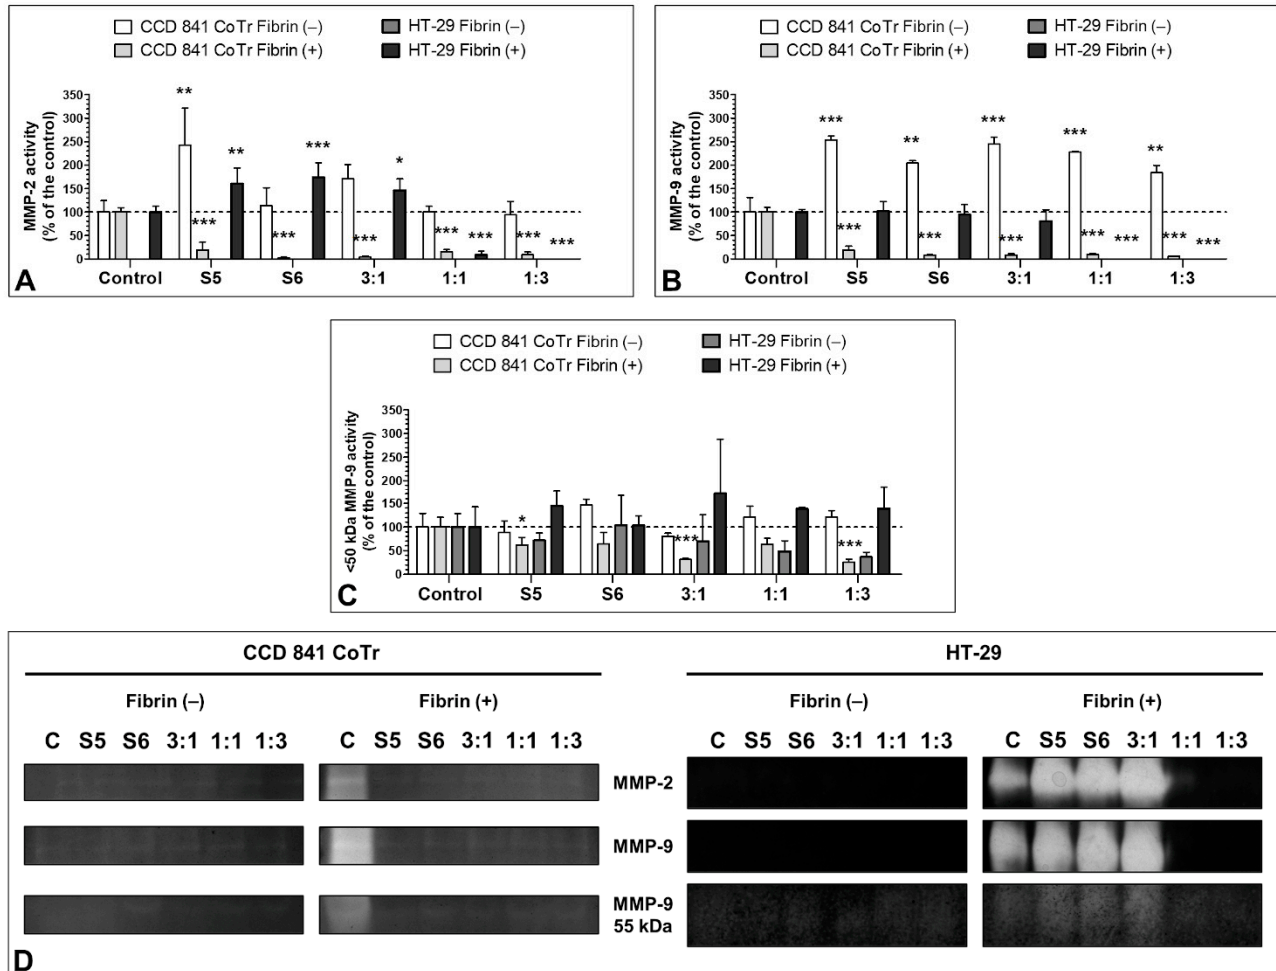 CCD 841 CoTr Fibrin (–) HT-29 Fibrin (–)
CCD 841 CoTr Fibrin (+) HT-29 Fibrin (+)
MMP-2 activity
(% of the control)
350
300
250
200
150
100
50
0
** *** ** *** *** *** * *** *** *** ***
Control S5 S6 3:1 1:1 1:3
A
CCD 841 CoTr Fibrin (–) HT-29 Fibrin (–)
CCD 841 CoTr Fibrin (+) HT-29 Fibrin (+)
MMP-9 activity
(% of the control)
350
300
250
200
150
100
50
0
*** *** ** *** *** *** *** *** *** ** *** ***
Control S5 S6 3:1 1:1 1:3
B
CCD 841 CoTr Fibrin (–) HT-29 Fibrin (–)
CCD 841 CoTr Fibrin (+) HT-29 Fibrin (+)
<50 kDa MMP-9 activity
(% of the control)
350
300
250
200
150
100
50
0
* *** ***
Control S5 S6 3:1 1:1 1:3
C
CCD 841 CoTr HT-29
Fibrin (–) Fibrin (+) Fibrin (–) Fibrin (+)
C S5 S6 3:1 1:1 1:3 C S5 S6 3:1 1:1 1:3 C S5 S6 3:1 1:1 1:3 C S5 S6 3:1 1:1 1:3
MMP-2
MMP-9
MMP-9
55 kDa
D